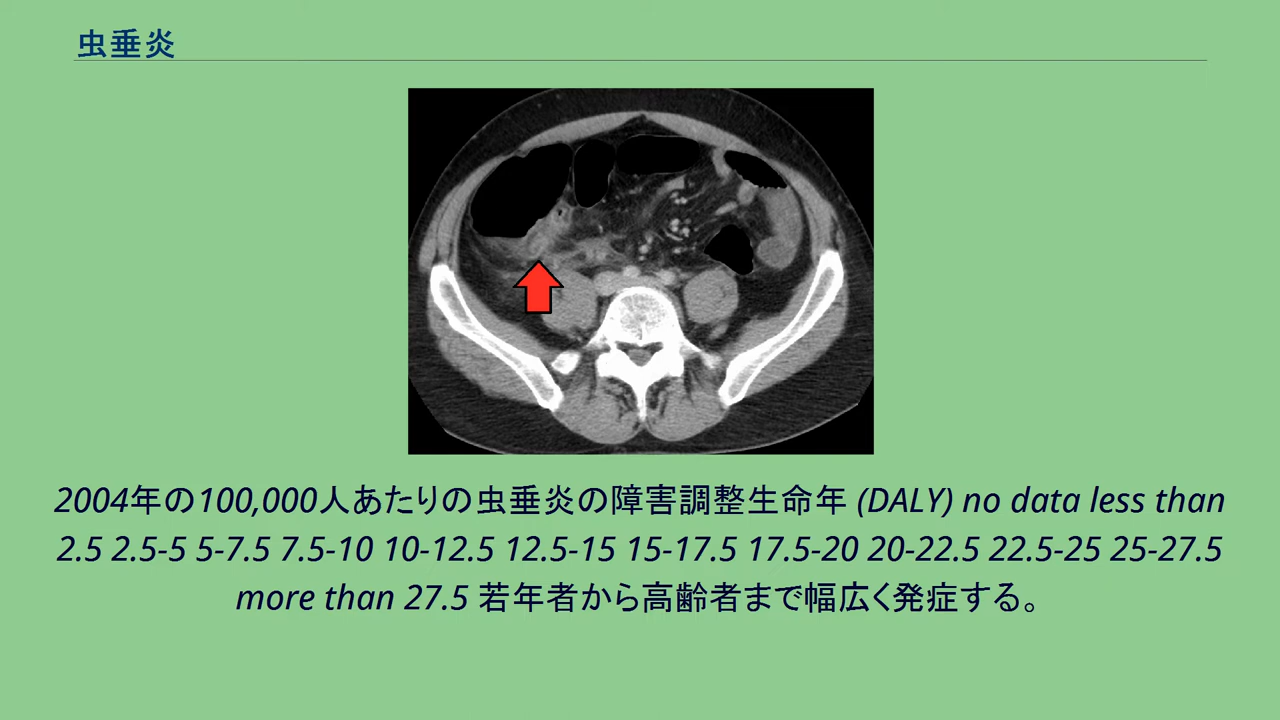 虫垂炎
2004年の100,000人あたりの虫垂炎の障害調整生命年 (DALY) no data less than
2.5 2.5-5 5-7.5 7.5-10 10-12.5 12.5-15 15-17.5 17.5-20 20-22.5 22.5-25 25-27.5
more than 27.5 若年者から高齢者まで幅広く発症する。